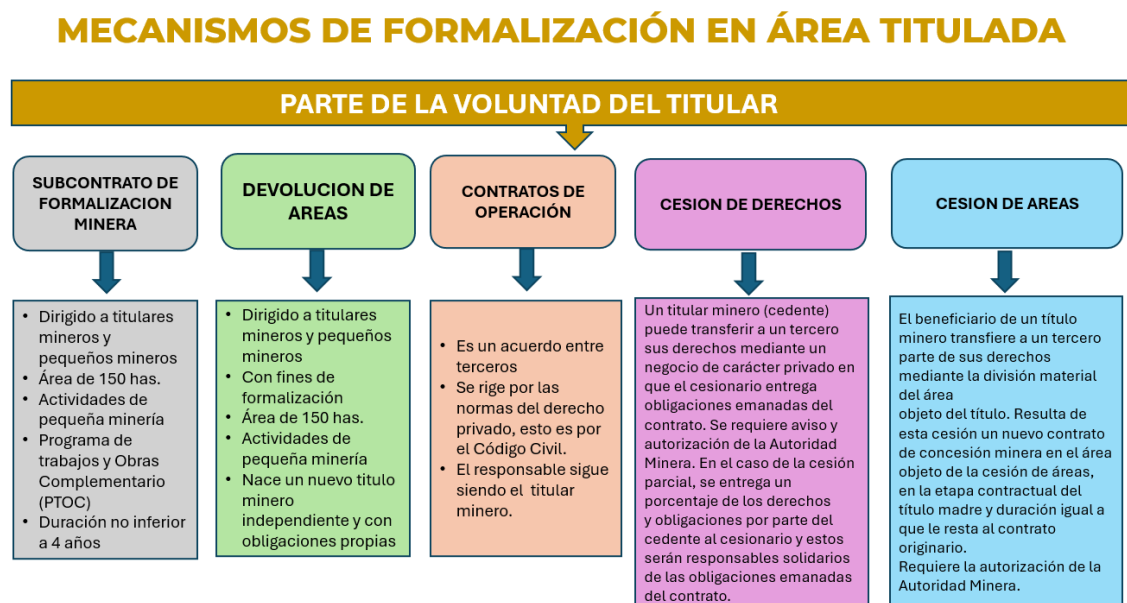 MECANISMOS DE FORMALIZACIÓN EN ÁREA TITULADA
PARTE DE LA VOLUNTAD DEL TITULAR
SUBCONTRATO DE
FORMALIZACION
MINERA
• Dirigido a titulares
mineros y
pequeños mineros
• Área de 150 has.
• Actividades de
pequeña minería
• Programa de
trabajos y Obras
Complementario
(PTOC)
• Duración no inferior
a 4 años
DEVOLUCION DE
AREAS
• Dirigido a titulares
mineros y pequeños
mineros
• Con fines de
formalización
• Área de 150 has.
• Actividades de
pequeña minería
• Nace un nuevo titulo
minero
independiente y con
obligaciones propias
CONTRATOS DE
OPERACIÓN
• Es un acuerdo entre
terceros
• Se rige por las
normas del derecho
privado, esto es por
el Código Civil.
• El responsable sigue
siendo el titular
minero.
CESION DE DERECHOS
Un titular minero (cedente)
puede transferir a un tercero
sus derechos mediante un
negocio de carácter privado en
que el cesionario entrega
obligaciones emanadas del
contrato. Se requiere aviso y
autorización de la Autoridad
Minera. En el caso de la cesión
parcial, se entrega un
porcentaje de los derechos
y obligaciones por parte del
cedente al cesionario y estos
serán responsables solidarios
de las obligaciones emanadas
del contrato.
CESION DE AREAS
El beneficiario de un título
minero transfiere a un tercero
parte de sus derechos
mediante la división material
del área
objeto del título. Resulta de
esta cesión un nuevo contrato
de concesión minera en el área
objeto de la cesión de áreas,
en la etapa contractual del
título madre y duración igual a
que le resta al contrato
originario.
Requiere la autorización de la
Autoridad Minera.